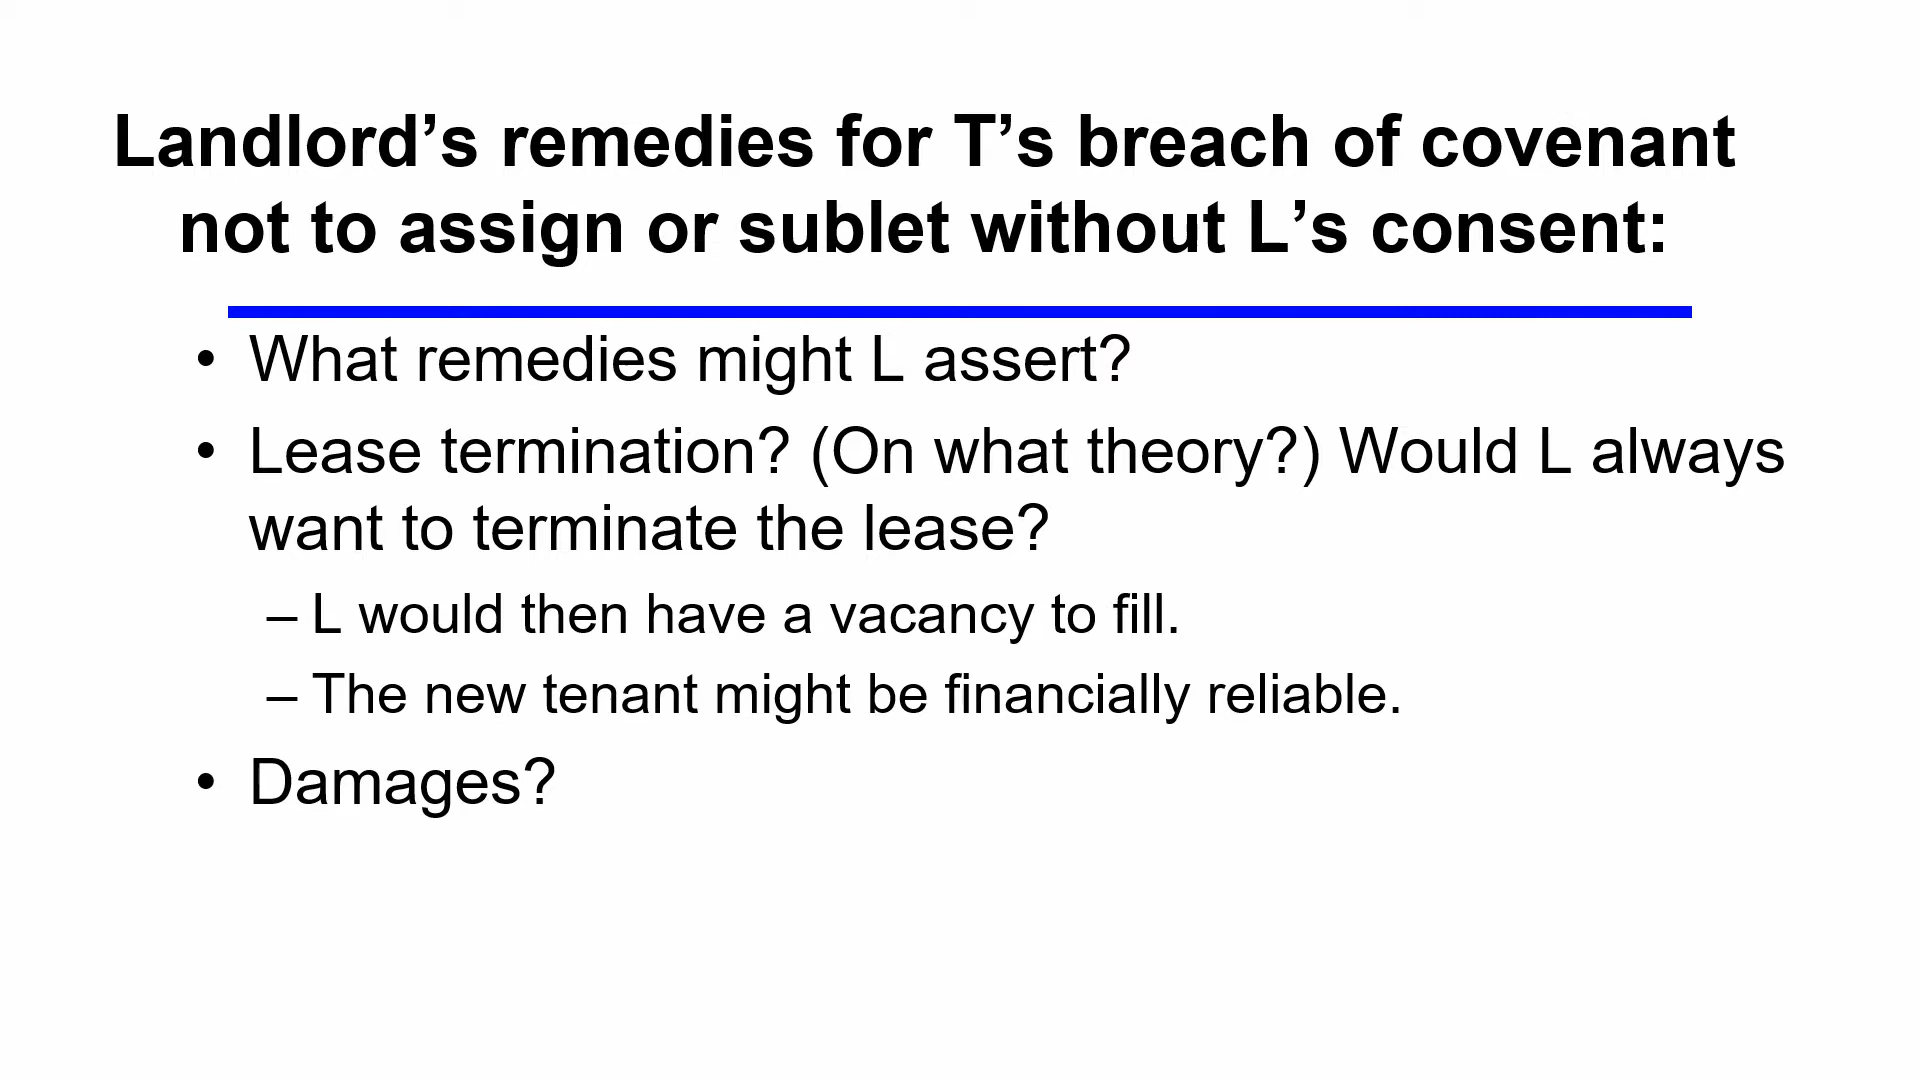 Landlord’s remedies for T’s breach of covenant
not to assign or sublet without L’s consent:
• What remedies might L assert?
• Lease termination? (On what theory?) Would L always
want to terminate the lease?
– L would then have a vacancy to fill.
– The new tenant might be financially reliable.
• Damages?